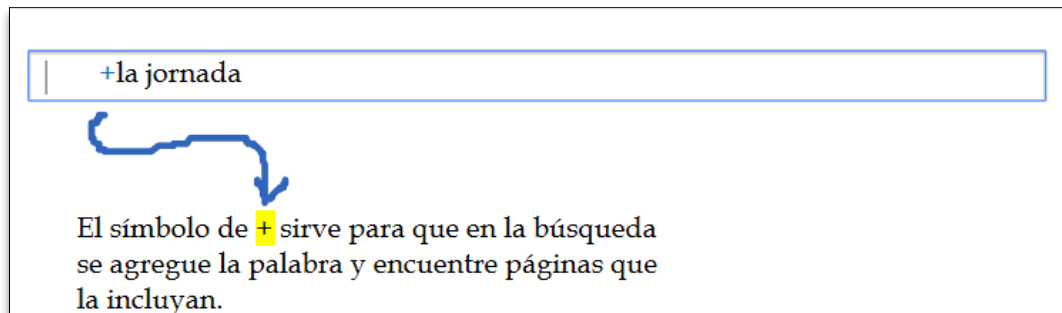 +la jornada
El símbolo de + sirve para que en la búsqueda
se agregue la palabra y encuentre páginas que
la incluyan.